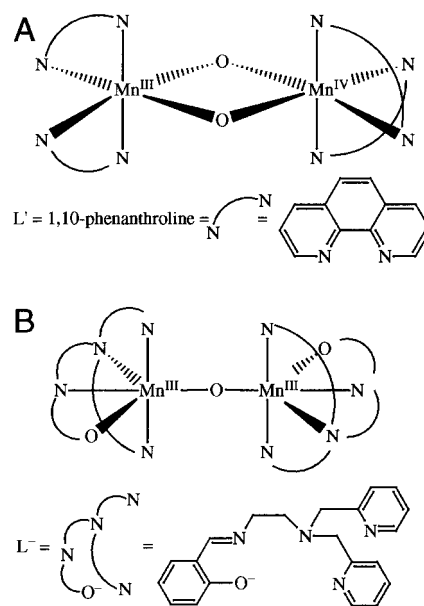 A
N N
N O N
Mn^III Mn^IV
N O N
N N
L' = 1,10-phenanthroline = N N =
N N
B
N N O
N
Mn^III O Mn^III
N N
O N
N N
L^- = N N N O^- N =
N N
N
O^-
N